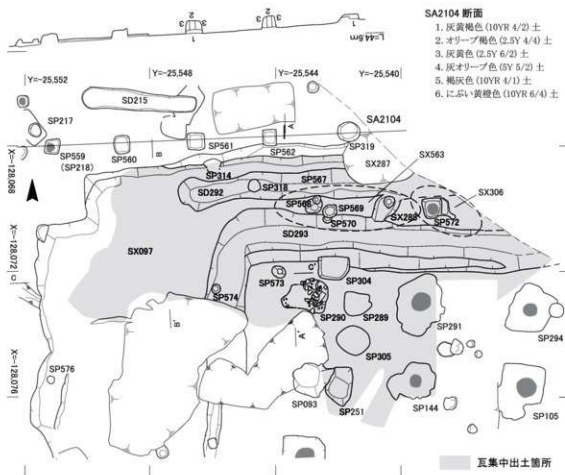 SA2104 断面
1. 灰黄褐色 (10YR 4/2) 土
2. オリーブ褐色 (2.5Y 4/4) 土
3. 灰黄色 (2.5Y 6/2) 土
4. 灰オリーブ色 (5Y 5/2) 土
5. 褐灰色 (10YR 4/1) 土
6. にぶい黄橙色 (10YR 6/4) 土
3 2 1
2 3
1
L=44.6m
Y=-25,552
Y=-25,548
Y=-25,544
Y=-25,540
SD215
SP217
SA2104
A
B
SP559
(SP218)
SP560
SP561
SP562
SP319
SX563
X=-128.068
SP314
SP567
SX287
SX306
SD292
SP318
SP568
SP569
SP570
SX288
SP572
SD293
SX097
X=-128.072
C
C'
SP573
SP304
SP574
SP290
SP289
SP291
SP294
B'
A'
SP305
X=-128.076
SP576
SP093
SP251
SP144
SP105
瓦集中出土箇所